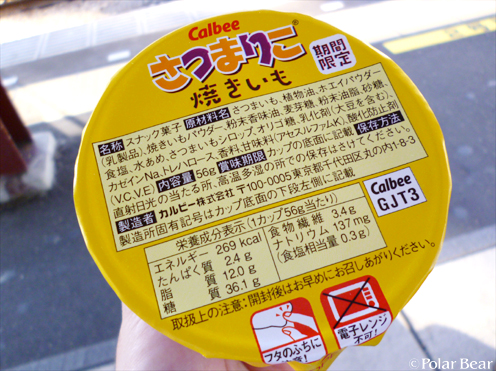 Calbee
さつまりこ®
期間
限定
焼きいも
名称 スナック菓子 原材料名 さつまいも、植物油、ホエイパウダー
(乳製品)、焼きいもパウダー、粉末香味油、麦芽糖、粉末油脂、砂糖、
食塩、水あめ、さつまいもシロップ、オリゴ糖、乳化剤(大豆を含む)、
カゼインNa、トレハロース、香料、甘味料(アセスルファムK)、酸化防止剤
(V.C、V.E) 内容量 56g 賞味期限 カップの底面に記載 保存方法
直射日光の当たる所、高温多湿の所での保存はさけてください。
製造者 カルビー株式会社 〒100-0005 東京都千代田区丸の内1-8-3
製造所固有記号はカップ底面の下段左側に記載
Calbee
GJT3
栄養成分表示 (1カップ56g当たり)
エネルギー 269 kcal
たんぱく質 2.4 g
脂質 12.0 g
糖質 36.1 g
食物繊維 3.4g
ナトリウム 137 mg
(食塩相当量 0.3g)
取扱上の注意:開封後はお早めにお召しあがりください。
フタのふちに
電子レンジ
不可!
© Polar Bear